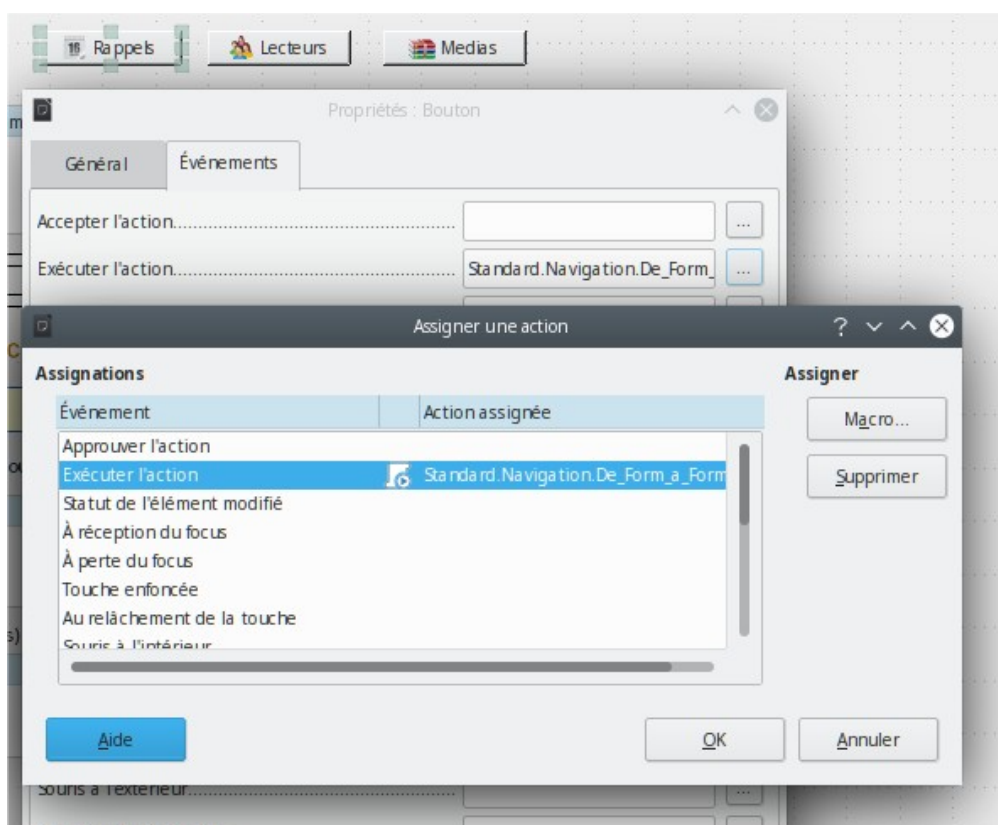 Rappels Lecteurs Medias
Propriétés : Bouton
Général Événements
Accepter l'action
Exécuter l'action Standard.Navigation.De_Form_
Assigner une action
Assignations Assigner
Événement Action assignée
Macro...
Approuver l'action
Exécuter l'action Standard.Navigation.De_Form_a_Form
Supprimer
Statut de l'élément modifié
À réception du focus
À perte du focus
Touche enfoncée
Au relâchement de la touche
Souris à l'intérieur
Aide OK Annuler
Souris à l'extérieur